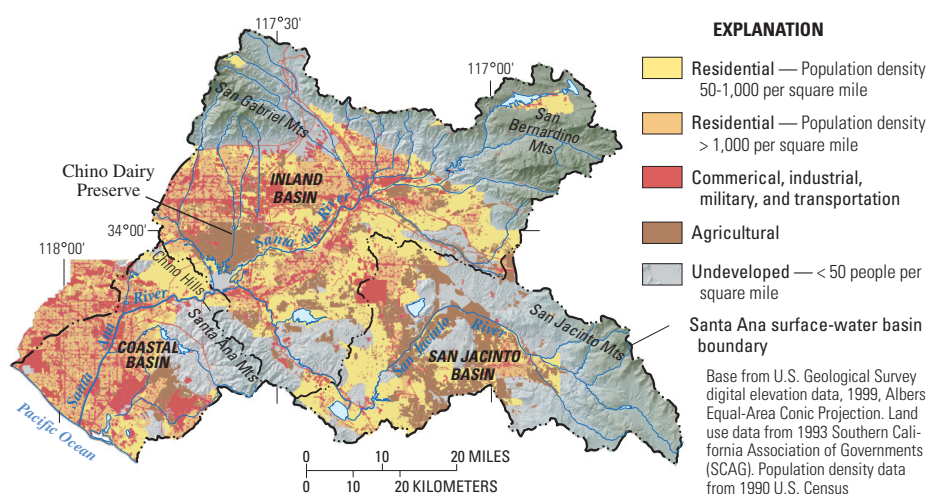 117°30'
117°00'
San Gabriel Mts
San
Bernardino
Mts
Chino Dairy
Preserve
INLAND
BASIN
Santa Ana River
34°00'
118°00'
Chino Hills
Santa Ana River
Santa Ana Mts
COASTAL
BASIN
San Jacinto River
San Jacinto Mts
SAN JACINTO
BASIN
Pacific Ocean
0 10 20 MILES
0 10 20 KILOMETERS
EXPLANATION
Residential — Population density
50-1,000 per square mile
Residential — Population density
> 1,000 per square mile
Commerical, industrial,
military, and transportation
Agricultural
Undeveloped — < 50 people per
square mile
Santa Ana surface-water basin
boundary
Base from U.S. Geological Survey
digital elevation data, 1999, Albers
Equal-Area Conic Projection. Land
use data from 1993 Southern Cali-
fornia Association of Governments
(SCAG). Population density data
from 1990 U.S. Census